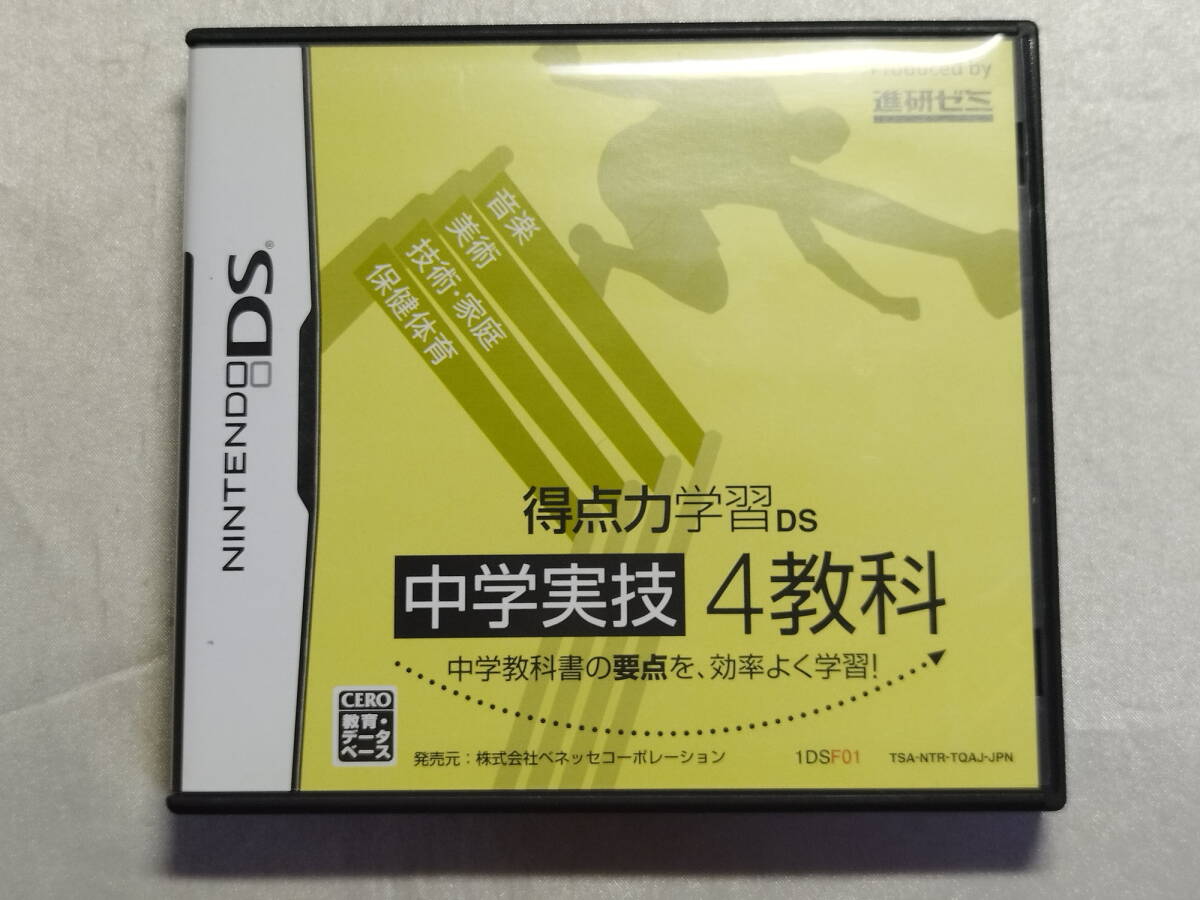 NINTENDO DS®
Produced by
進研ゼミ
音楽
美術
技術・家庭
保健体育
得点力学習DS
中学実技 4教科
中学教科書の要点を、効率よく学習!
CERO
教育・
データ
ベース
発売元:株式会社ベネッセコーポレーション
1DSF01
TSA-NTR-TQAJ-JPN